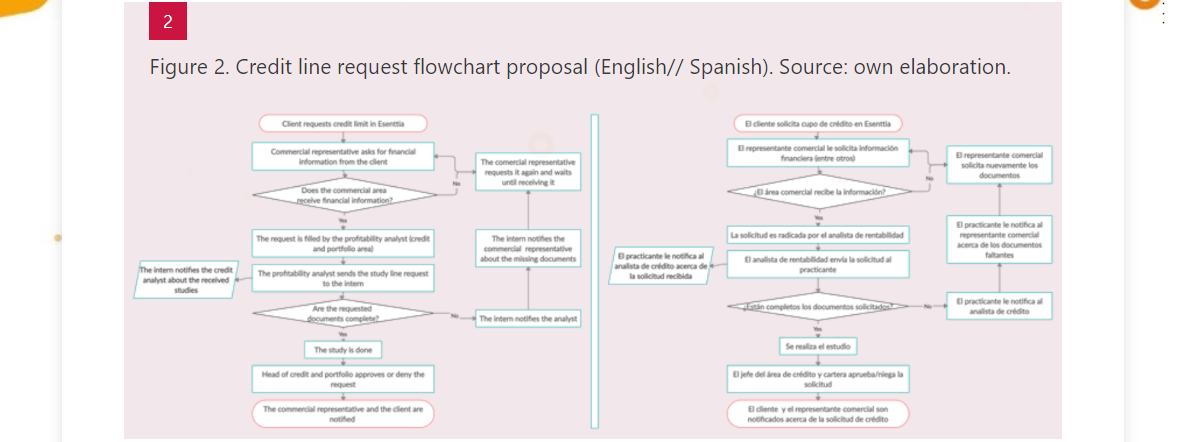 2
Figure 2. Credit line request flowchart proposal (English// Spanish). Source: own elaboration.
Client requests credit limit in Esenttia
Commercial representative asks for financial
information from the client
Does the commercial area
receive financial information?
No
The comercial representative
requests it again and waits
until receiving it
Yes
The request is filled by the profitability analyst (credit
and portfolio area)
The intern notifies the
commercial representative
about the missing documents
The intern notifies the credit
analyst about the received
studies
The profitability analyst sends the study line request
to the intern
Are the requested
documents complete?
No
The intern notifies the analyst
Yes
The study is done
Head of credit and portfolio approves or deny the
request
The commercial representative and the client are
notified
El cliente solicita cupo de crédito en Esenttia
El representante comercial le solicita información
financiera (entre otros)
¿El área comercial recibe la información?
No
El representante comercial
solicita nuevamente los
documentos
Yes
La solicitud es radicada por el analista de rentabilidad
El practicante le notifica al
representante comercial
acerca de los documentos
faltantes
El practicante le notifica al
analista de crédito acerca de
la solicitud recibida
El analista de rentabilidad envía la solicitud al
practicante
¿Están completos los documentos solicitados?
No
El practicante le notifica al
analista de crédito
Yes
Se realiza el estudio
El jefe del área de crédito y cartera aprueba/niega la
solicitud
El cliente y el representante comercial son
notificados acerca de la solicitud de crédito